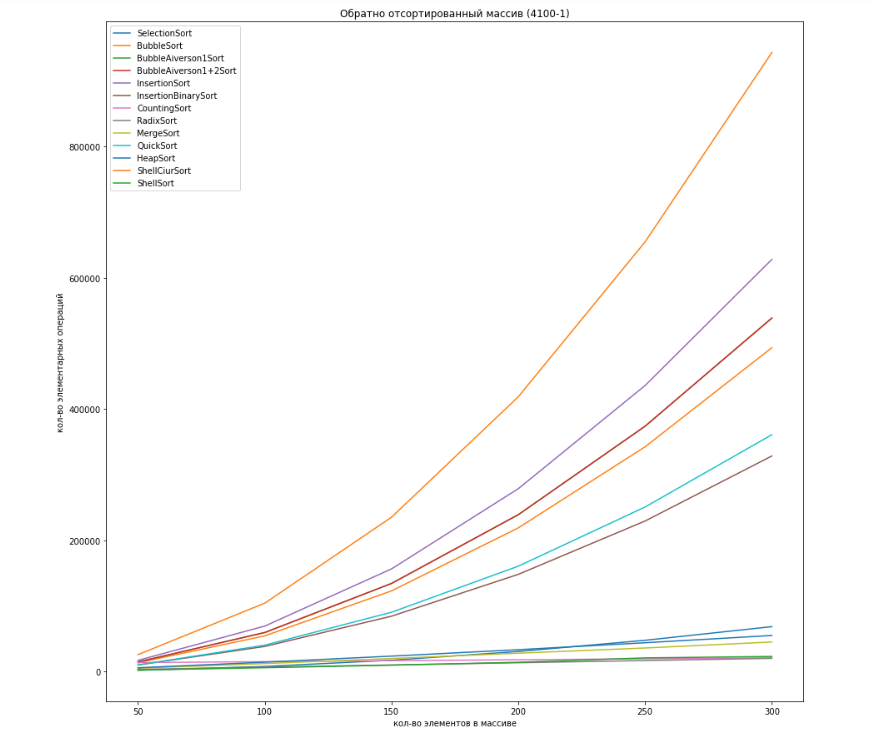 Обратно отсортированный массив (4100-1)
SelectionSort
BubbleSort
BubbleAiverson1Sort
BubbleAiverson1+2Sort
InsertionSort
InsertionBinarySort
CountingSort
RadixSort
MergeSort
QuickSort
HeapSort
ShellCiurSort
ShellSort
кол-во элементарных операций
800000
600000
400000
200000
0
50
100
150
200
250
300
кол-во элементов в массиве